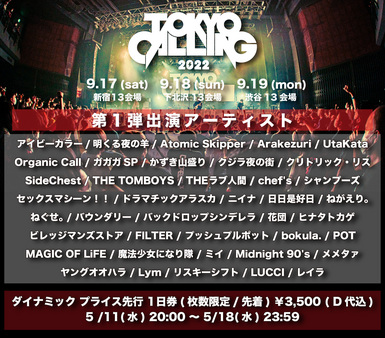 TOKYO
CALLING
2022
9.17(sat) 9.18(sun) 9.19(mon)
新宿13会場 下北沢13会場 渋谷13会場
第1弾出演アーティスト
アイビーカラー / 明くる夜の羊 / Atomic Skipper / Arakezuri / UtaKata
Organic Call / ガガガSP / かずき山盛り / クジラ夜の街 / クリトリック・リス
SideChest / THE TOMBOYS / THEラブ人間 / chef's / シャンプーズ
セックスマシーン！！ / ドラマチックアラスカ / ニイナ / 日日是好日 / ねがえり。
ねぐせ。 / バウンダリー / バックドロップシンデレラ / 花団 / ヒナタトカゲ
ビレッジマンズストア / FILTER / プッシュプルポット / bokula. / POT
MAGIC OF LiFE / 魔法少女になり隊 / ミイ / Midnight 90's / メメタァ
ヤングオオハラ / Lym / リスキーシフト / LUCCI / レイラ
ダイナミック プライス先行 1日券(枚数限定/先着) ¥3,500 (D代込)
5/11(水) 20:00 〜 5/18(水) 23:59